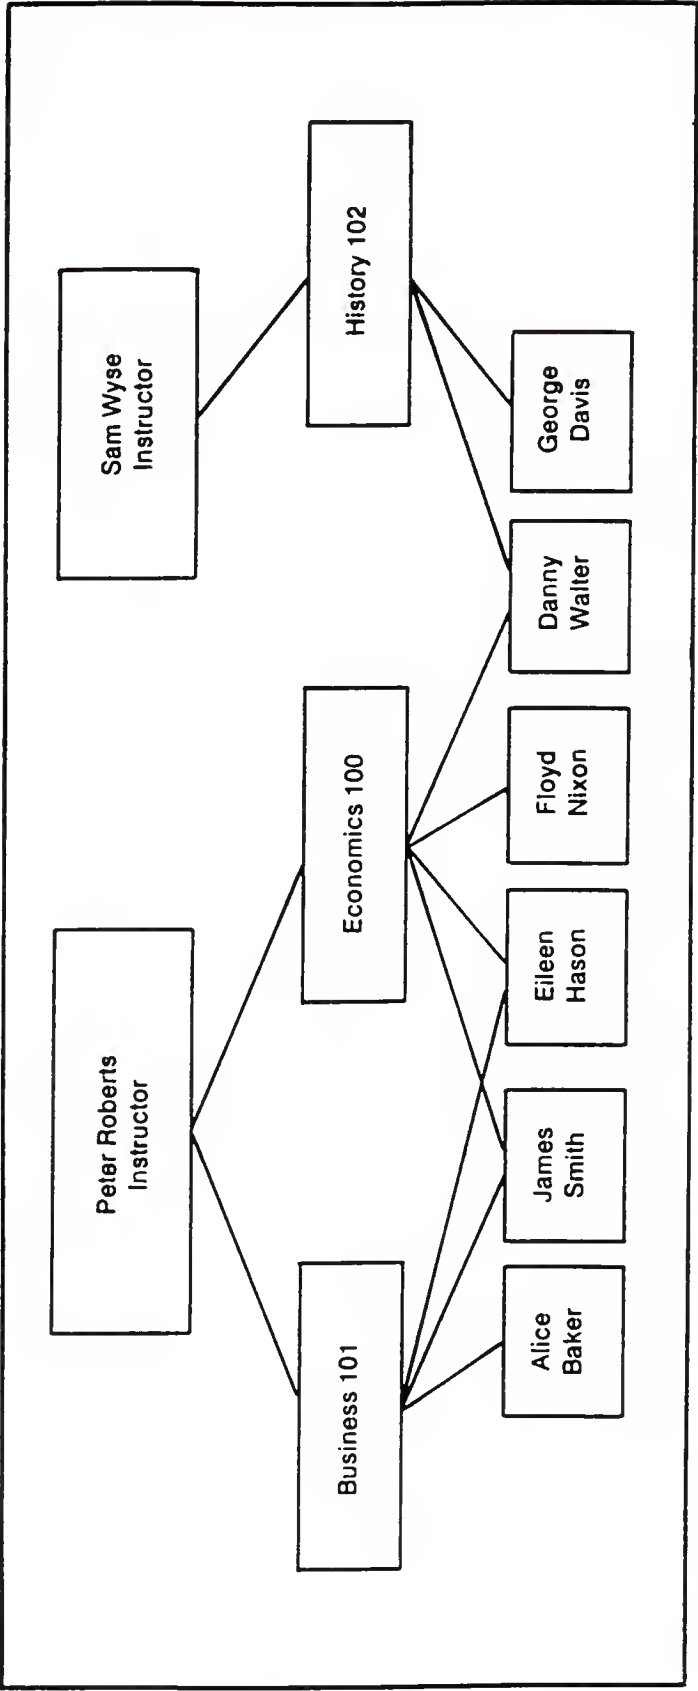 Peter Roberts
Instructor
Sam Wyse
Instructor
Business 101
Economics 100
History 102
Alice
Baker
James
Smith
Eileen
Hason
Floyd
Nixon
Danny
Walter
George
Davis